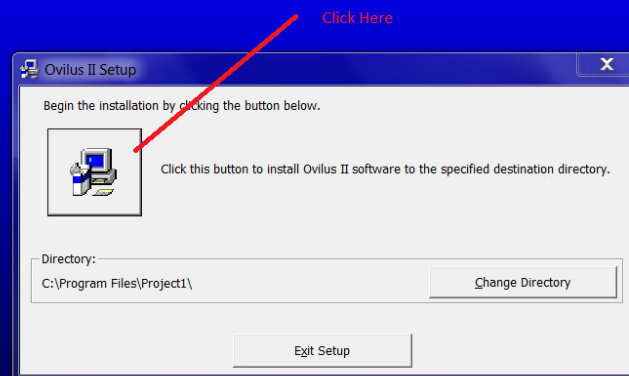 Click Here
Ovilus II Setup
X
Begin the installation by clicking the button below.
Click this button to install Ovilus II software to the specified destination directory.
Directory:
C:\Program Files\Project1\
Change Directory
Exit Setup